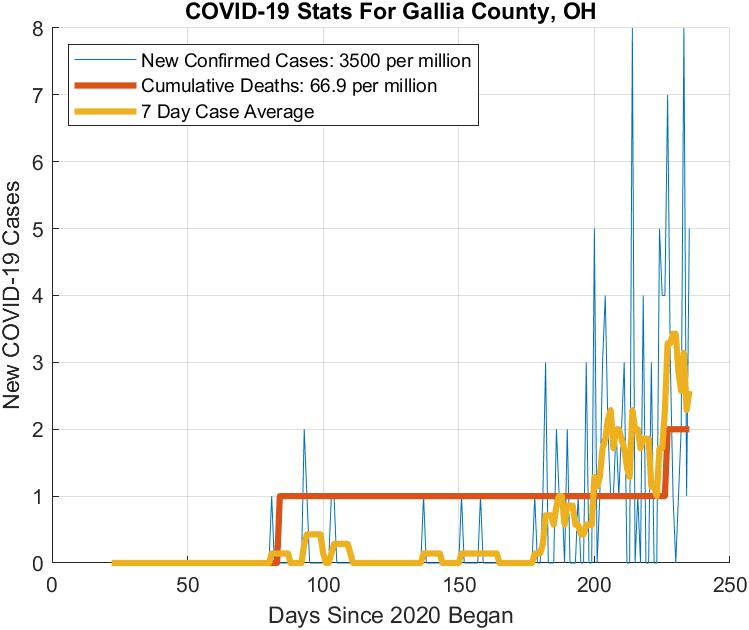 COVID-19 Stats For Gallia County, OH
New Confirmed Cases: 3500 per million
Cumulative Deaths: 66.9 per million
7 Day Case Average
New COVID-19 Cases
8
7
6
5
4
3
2
1
0
0 50 100 150 200 250
Days Since 2020 Began